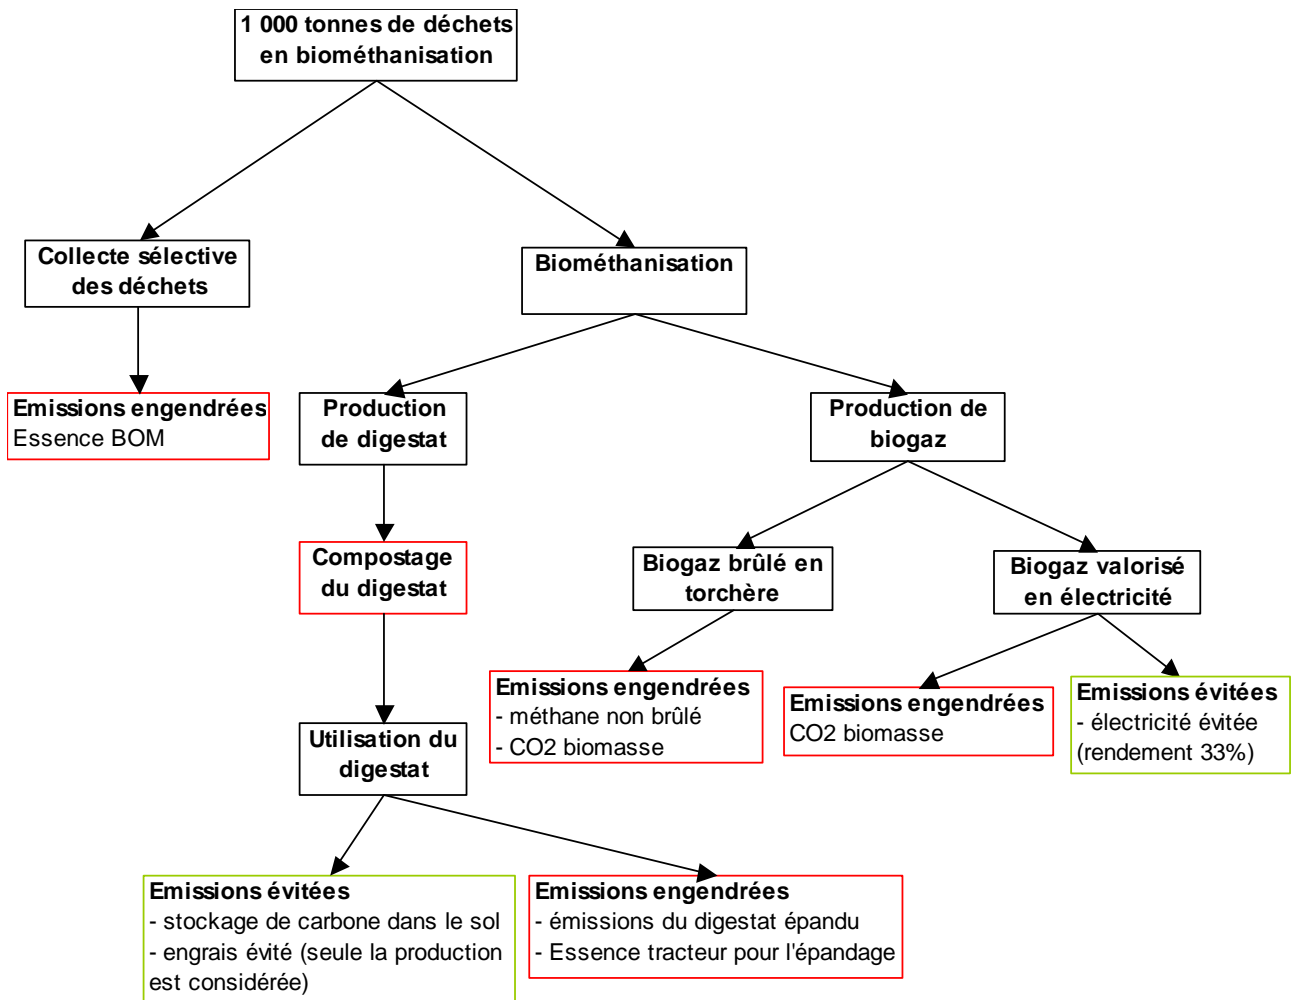 1 000 tonnes de déchets
en biométhanisation
Collecte sélective
des déchets
Biométhanisation
Emissions engendrées
Essence BOM
Production
de digestat
Production de
biogaz
Compostage
du digestat
Biogaz brûlé en
torchère
Biogaz valorisé
en électricité
Emissions engendrées
- méthane non brûlé
- CO2 biomasse
Emissions engendrées
CO2 biomasse
Emissions évitées
- électricité évitée
(rendement 33%)
Utilisation du
digestat
Emissions évitées
- stockage de carbone dans le sol
- engrais évité (seule la production
est considérée)
Emissions engendrées
- émissions du digestat épandu
- Essence tracteur pour l'épandage